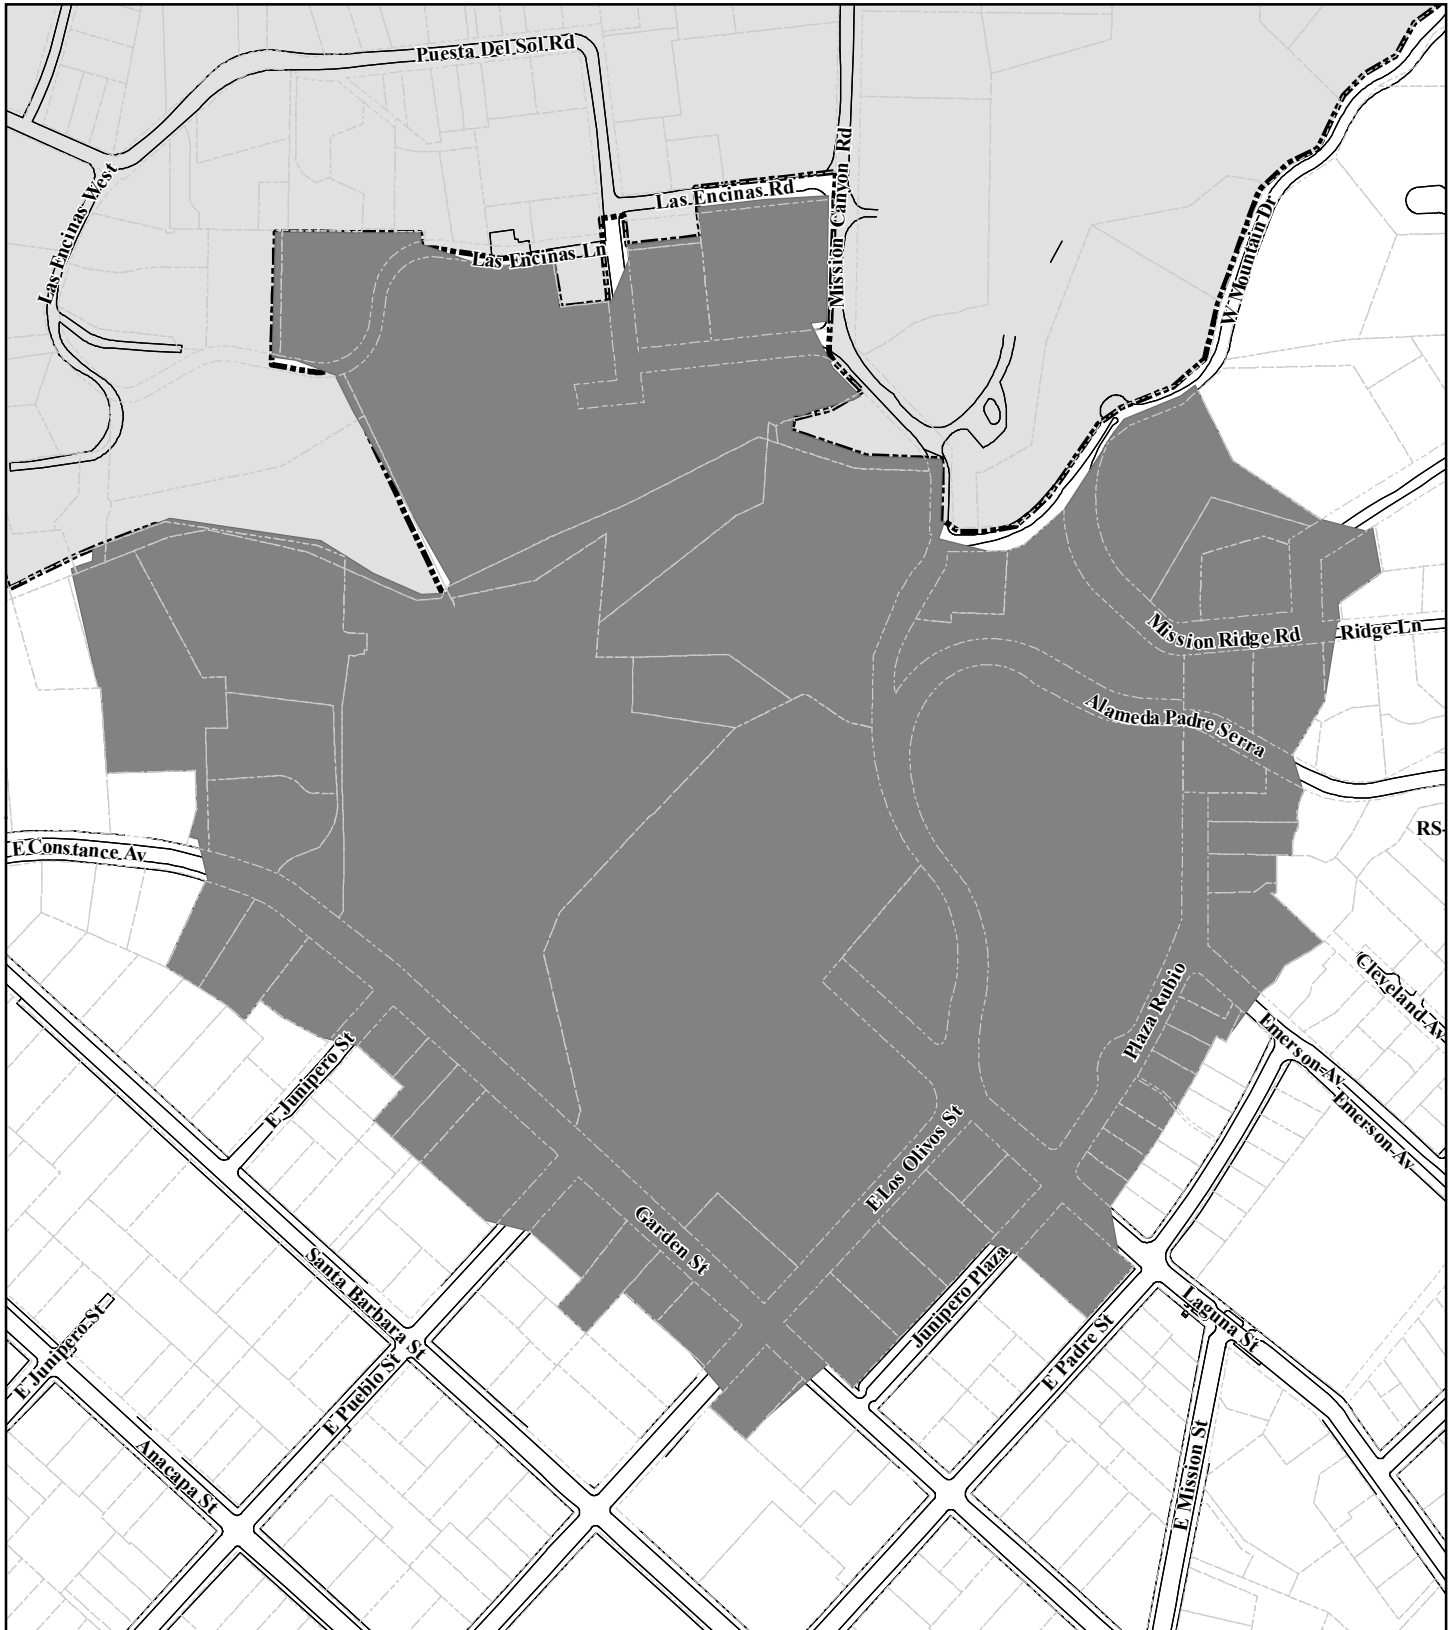 Puesta Del Sol Rd
Las Encinas West
Las Encinas Rd
Mission Canyon Rd
Las Encinas Ln
W Mountain Dr
Mission Ridge Rd
Ridge Ln
Alameda Padre Serra
RS-
E Constance Av
Cleveland Av
Plaza Rubio
Emerson Av
Emerson Av
E Junipero St
E Los Olivos St
Garden St
Junipero Plaza
Santa Barbara St
Laguna St
E Junipero St
E Padre St
E Pueblo St
Anacapa St
E Mission St